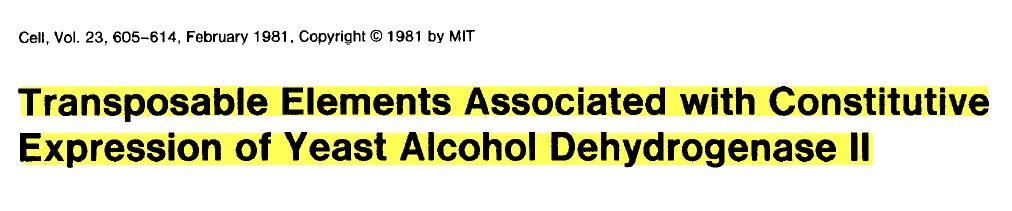 Cell, Vol. 23, 605–614, February 1981, Copyright © 1981 by MIT
Transposable Elements Associated with Constitutive
Expression of Yeast Alcohol Dehydrogenase II